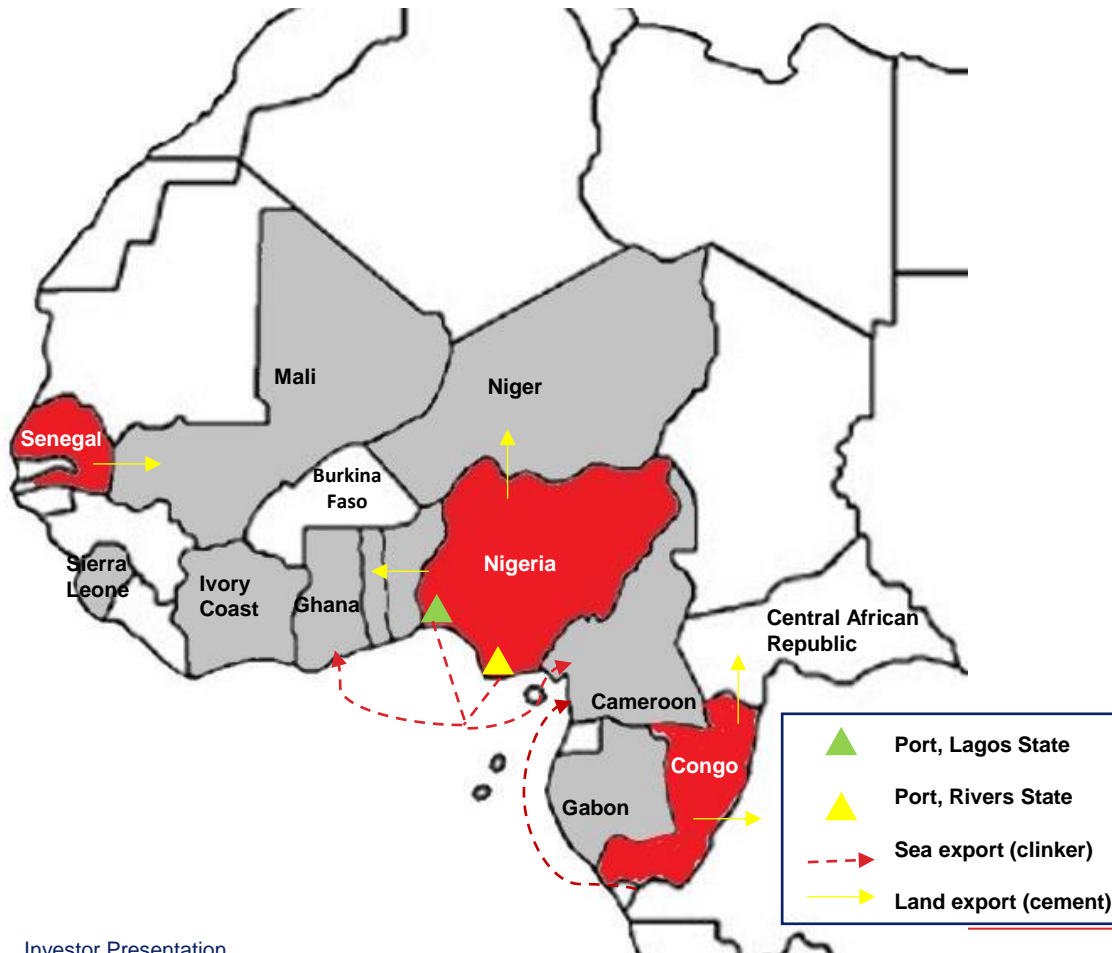 Mali
Niger
Senegal
Burkina
Faso
Nigeria
Sierra
Leone
Ivory
Coast
Ghana
Central African
Republic
Cameroon
Congo
Gabon
Port, Lagos State
Port, Rivers State
Sea export (clinker)
Land export (cement)
Investor Presentation